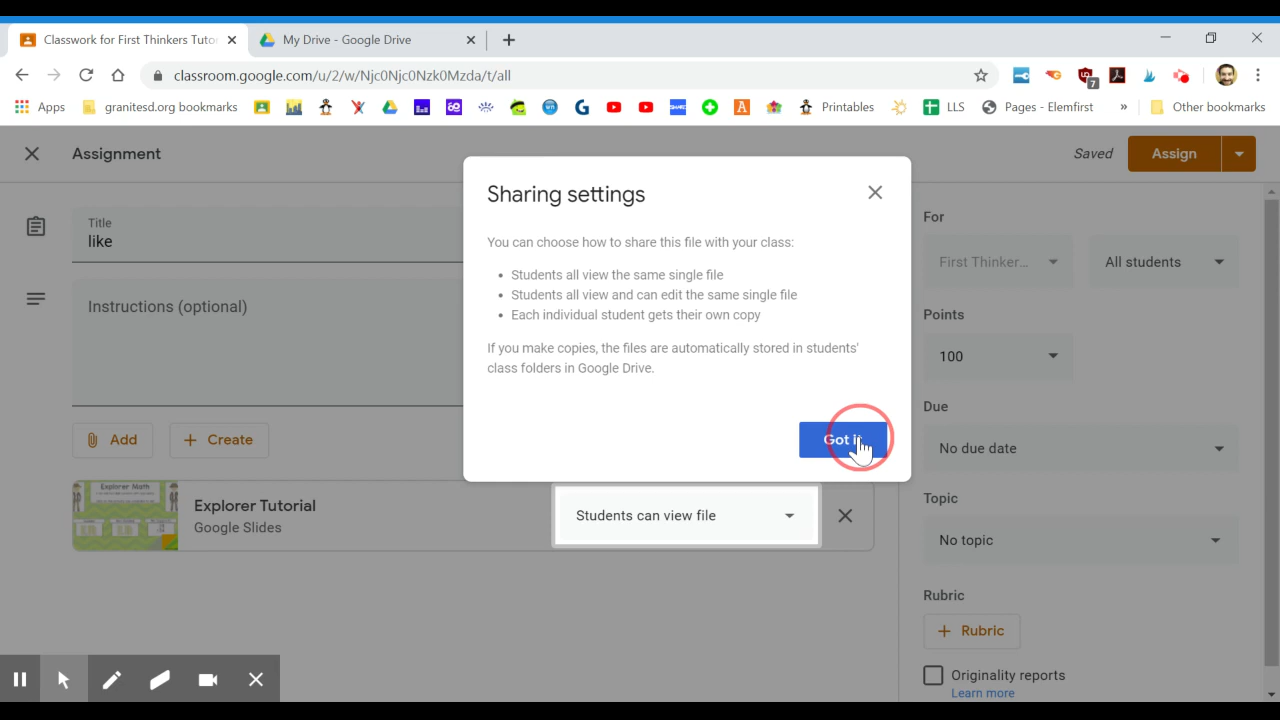 Classwork for First Thinkers Tutor
My Drive - Google Drive
classroom.google.com/u/2/w/Njc0Njc0Nzk0Mzda/t/all
7
Apps
granitesd.org bookmarks
Printables
LLS
Pages - Elemfirst
»
Other bookmarks
Assignment
Saved
Assign
Title
like
Instructions (optional)
Add
+ Create
Explorer Math
Explorer Tutorial
Google Slides
Sharing settings
You can choose how to share this file with your class:
• Students all view the same single file
• Students all view and can edit the same single file
• Each individual student gets their own copy
If you make copies, the files are automatically stored in students'
class folders in Google Drive.
Got it
Students can view file
For
First Thinker...
All students
Points
100
Due
No due date
Topic
No topic
Rubric
+ Rubric
Originality reports
Learn more